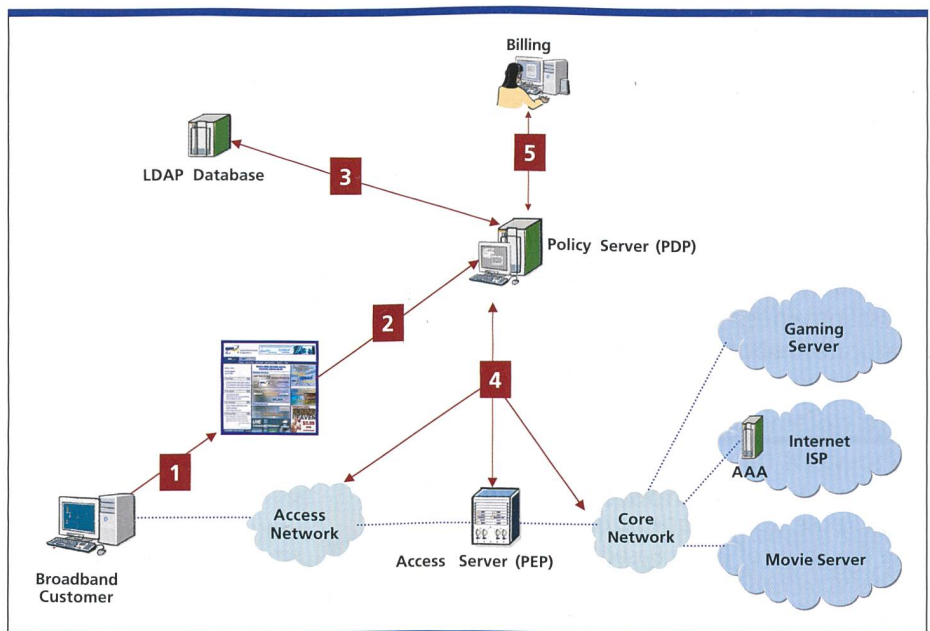 Billing
5
LDAP Database
3
Policy Server (PDP)
2
4
Gaming
Server
1
AAA
Internet
ISP
Access
Network
Access Server (PEP)
Core
Network
Movie Server
Broadband
Customer